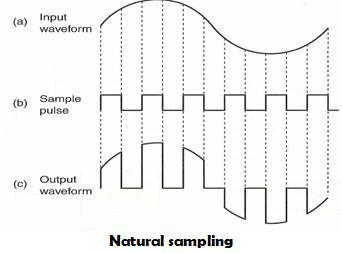 (a) Input
waveform
(b) Sample
pulse
(c) Output
waveform
Natural sampling